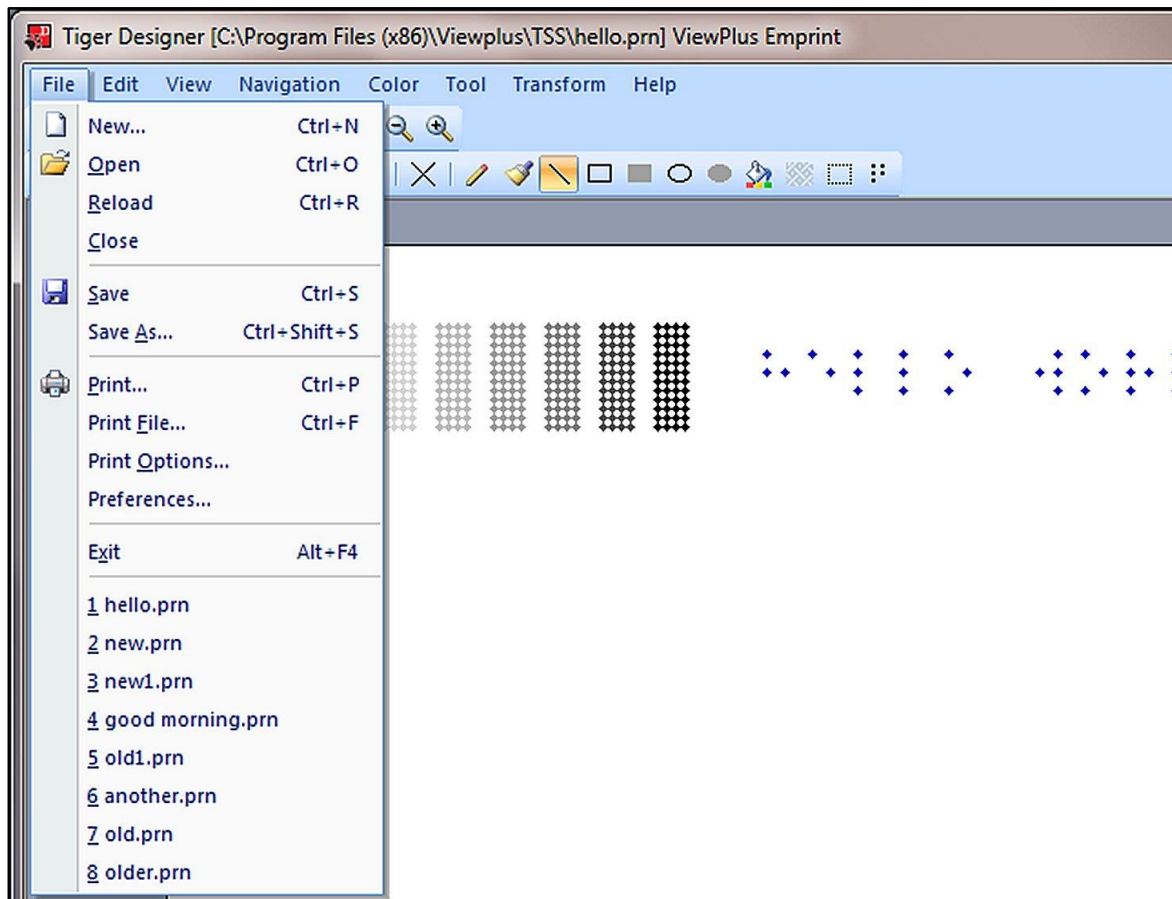 Tiger Designer [C:\Program Files (x86)\Viewplus\TSS\hello.prn] ViewPlus Emprint
File Edit View Navigation Color Tool Transform Help
New... Ctrl+N
Open Ctrl+O
Reload Ctrl+R
Close
Save Ctrl+S
Save As... Ctrl+Shift+S
Print... Ctrl+P
Print File... Ctrl+F
Print Options...
Preferences...
Exit Alt+F4
1 hello.prn
2 new.prn
3 new1.prn
4 good morning.prn
5 old1.prn
6 another.prn
7 old.prn
8 older.prn
⠓⠑⠇⠇⠕ ⠺⠕⠗